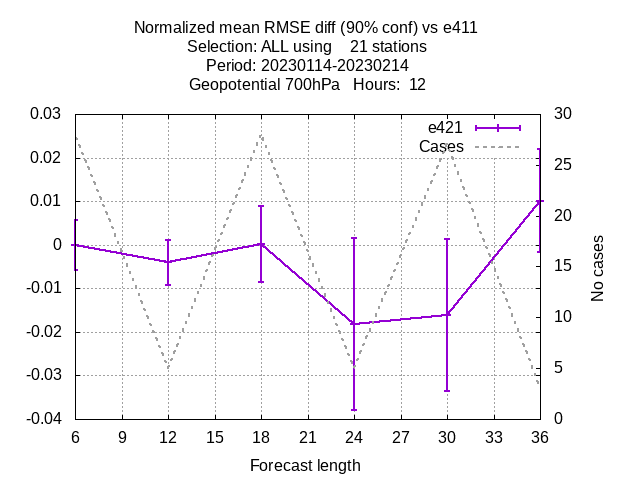 Normalized mean RMSE diff (90% conf) vs e411
Selection: ALL using    21 stations
Period: 20230114-20230214
Geopotential 700hPa   Hours:  12
e421
Cases
0.03
0.02
0.01
0
-0.01
-0.02
-0.03
-0.04
30
25
20
15
10
5
0
No cases
6 9 12 15 18 21 24 27 30 33 36
Forecast length